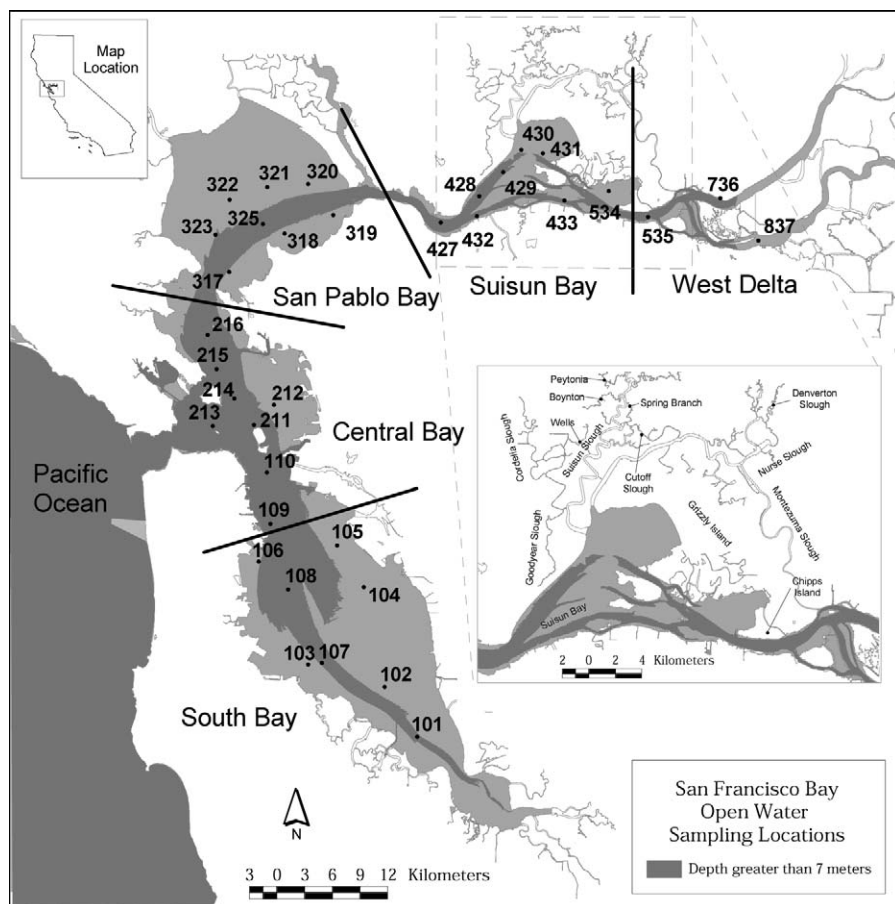 Map
Location
430
431
321
320
322
428
429
736
325
323
318
319
534
433
427
432
535
837
317
San Pablo Bay
Suisun Bay
West Delta
216
215
214
212
213
211
Central Bay
110
Pacific
Ocean
109
105
106
108
104
103
107
102
South Bay
101
Peytonia
Boynton
Spring Branch
Denverton
Slough
Wells
Cordelia Slough
Suisun Slough
Cutoff
Slough
Nurse Slough
Goodyear Slough
Grizzly Island
Montezuma Slough
Chipps
Island
Suisun Bay
2 0 2 4 Kilometers
N
3 0 3 6 9 12 Kilometers
San Francisco Bay
Open Water
Sampling Locations
Depth greater than 7 meters